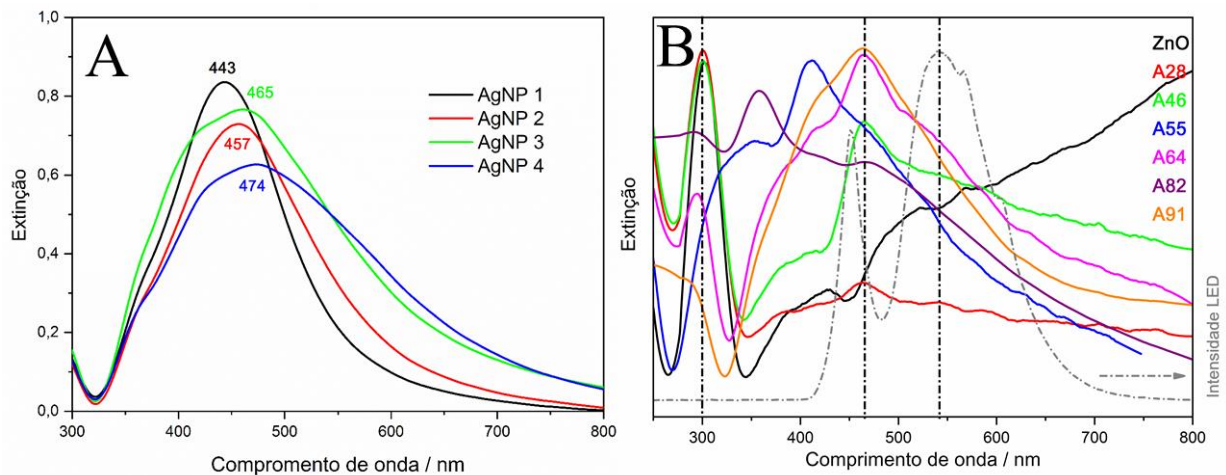 A
443
465
457
474
AgNP 1
AgNP 2
AgNP 3
AgNP 4
Extinção
1,0
0,8
0,6
0,4
0,2
0,0
300 400 500 600 700 800
Compromento de onda / nm
B
ZnO
A28
A46
A55
A64
A82
A91
Extinção
Intensidade LED
300 400 500 600 700 800
Comprimento de onda / nm